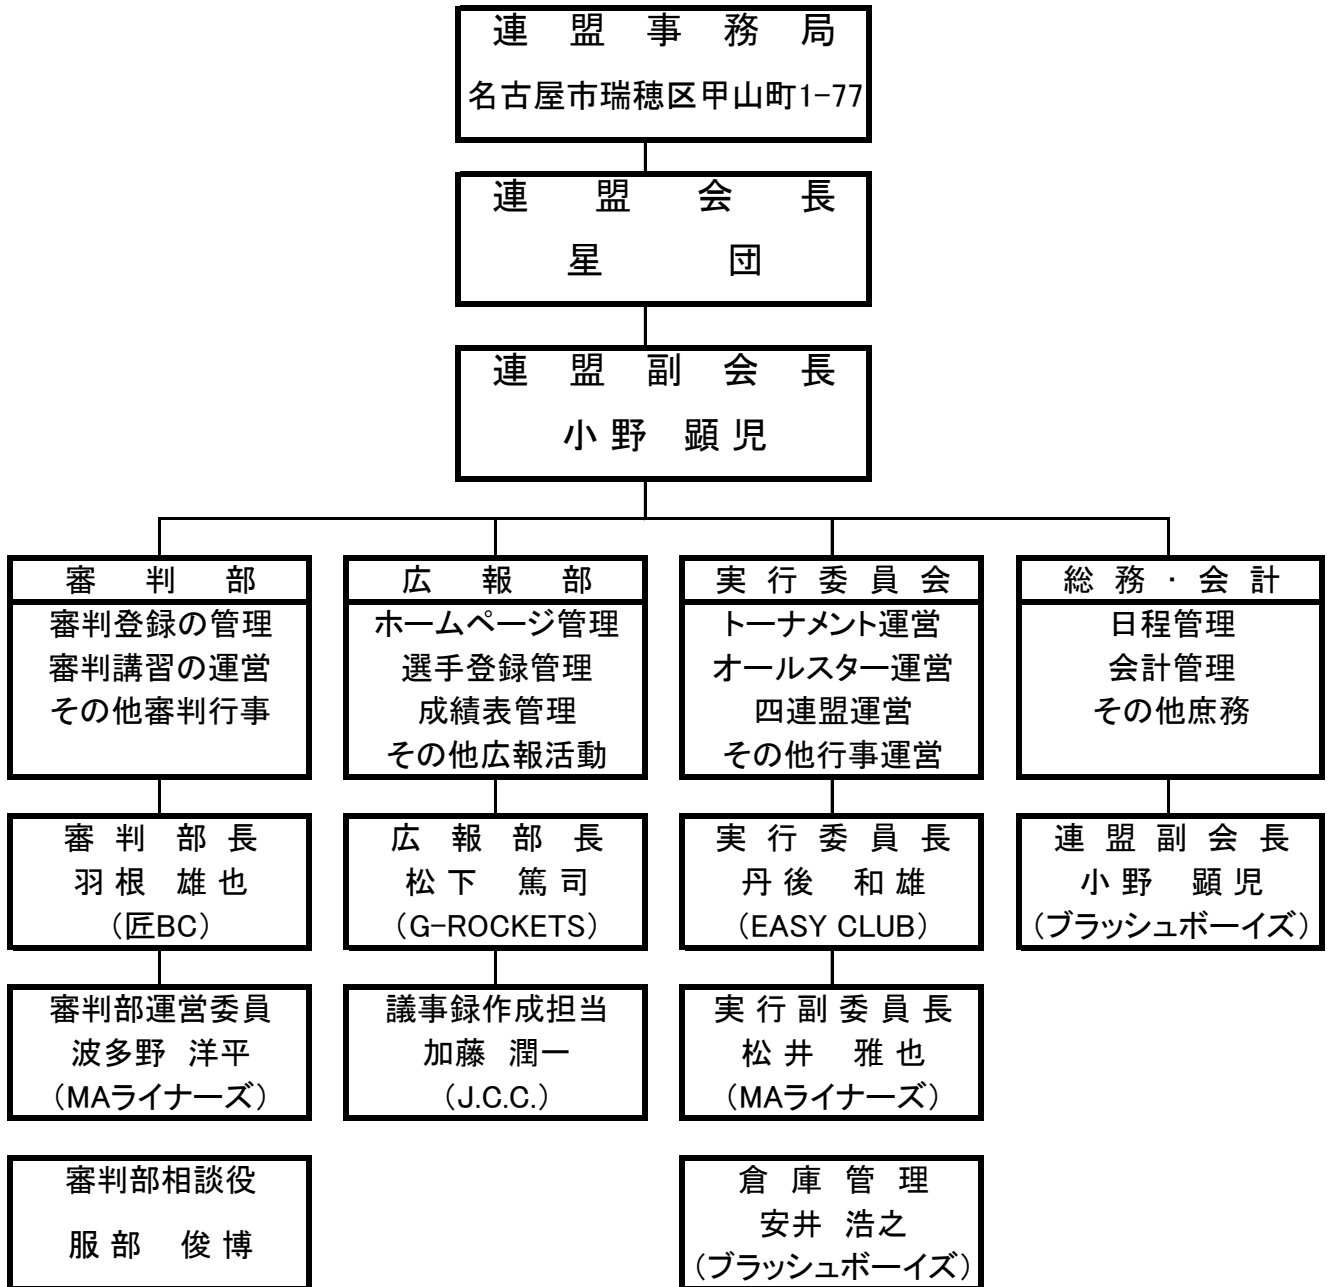 連盟事務局
名古屋市瑞穂区甲山町1-77
連盟会長
星　団
連盟副会長
小野　顕児
審判部
審判登録の管理
審判講習の運営
その他審判行事
広報部
ホームページ管理
選手登録管理
成績表管理
その他広報活動
実行委員会
トーナメント運営
オールスター運営
四連盟運営
その他行事運営
総務・会計
日程管理
会計管理
その他庶務
審判部長
羽根　雄也
（匠BC）
広報部長
松下　篤司
（G-ROCKETS）
実行委員長
丹後　和雄
（EASY CLUB）
連盟副会長
小野　顕児
（ブラッシュボーイズ）
審判部運営委員
波多野　洋平
（MAライナーズ）
議事録作成担当
加藤　潤一
（J.C.C.）
実行副委員長
松井　雅也
（MAライナーズ）
審判部相談役
服部　俊博
倉庫管理
安井　浩之
（ブラッシュボーイズ）